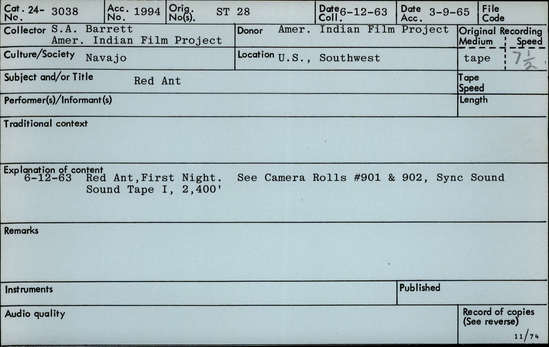 Cat. 24- 3038 Acc. No. 1994 Orig. No(s). ST 28 Date Coll. 6-12-63 Date Acc. 3-9-65 File Code
No.
Collector S.A. Barrett
Amer. Indian Film Project
Donor Amer. Indian Film Project
Original Recording
Medium Speed
tape 7 1/2
Culture/Society Navajo
Location U.S., Southwest
Subject and/or Title Red Ant
Tape Speed
Performer(s)/Informant(s)
Length
Traditional context
Explanation of content
6-12-63 Red Ant,First Night. See Camera Rolls #901 & 902, Sync Sound
Sound Tape I, 2,400'
Remarks
Instruments
Published
Audio quality
Record of copies
(See reverse)
11/74